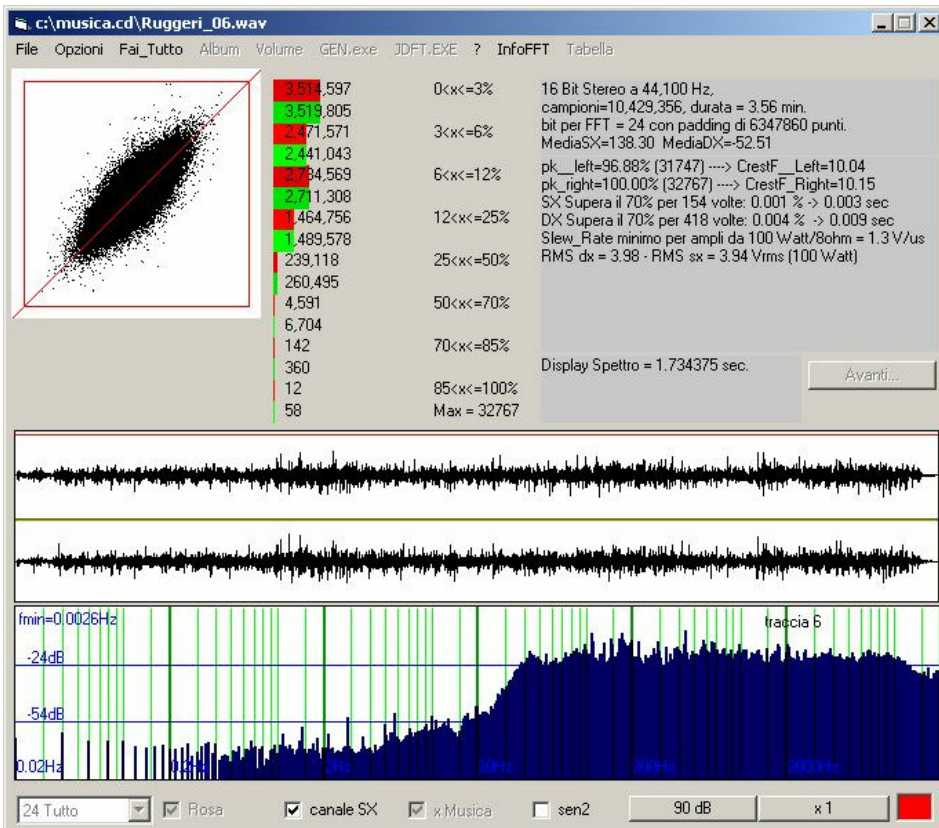 c:\musica.cd\Ruggeri_06.wav
File Opzioni Fai_Tutto Album Volume GEN.exe JDFT.EXE ? InfoFFT Tabella
3,514,597 0<x<=3%
3,519,805
2,471,571 3<x<=6%
2,441,043
2,734,569 6<x<=12%
2,711,308
1,464,756 12<x<=25%
1,489,578
239,118 25<x<=50%
260,495
4,591 50<x<=70%
6,704
142 70<x<=85%
360
12 85<x<=100%
58 Max = 32767
16 Bit Stereo a 44,100 Hz,
campioni=10,429,356, durata = 3.56 min.
bit per FFT = 24 con padding di 6347860 punti.
MediaSX=138.30 MediaDX=-52.51
pk__left=96.88% (31747) ----> CrestF__Left=10.04
pk_right=100.00% (32767) ----> CrestF_Right=10.15
SX Supera il 70% per 154 volte: 0.001 % -> 0.003 sec
DX Supera il 70% per 418 volte: 0.004 % -> 0.009 sec
Slew_Rate minimo per ampli da 100 Watt/8ohm = 1.3 V/us
RMS dx = 3.98 - RMS sx = 3.94 Vrms (100 Watt)
Display Spettro = 1.734375 sec.
Avanti...
fmin=0.0026Hz traccia 6
-24dB
-54dB
0.02Hz 0.2Hz 2Hz 20Hz 200Hz 2000Hz
24 Tutto Rosa canale SX x Musica sen2 90 dB x 1